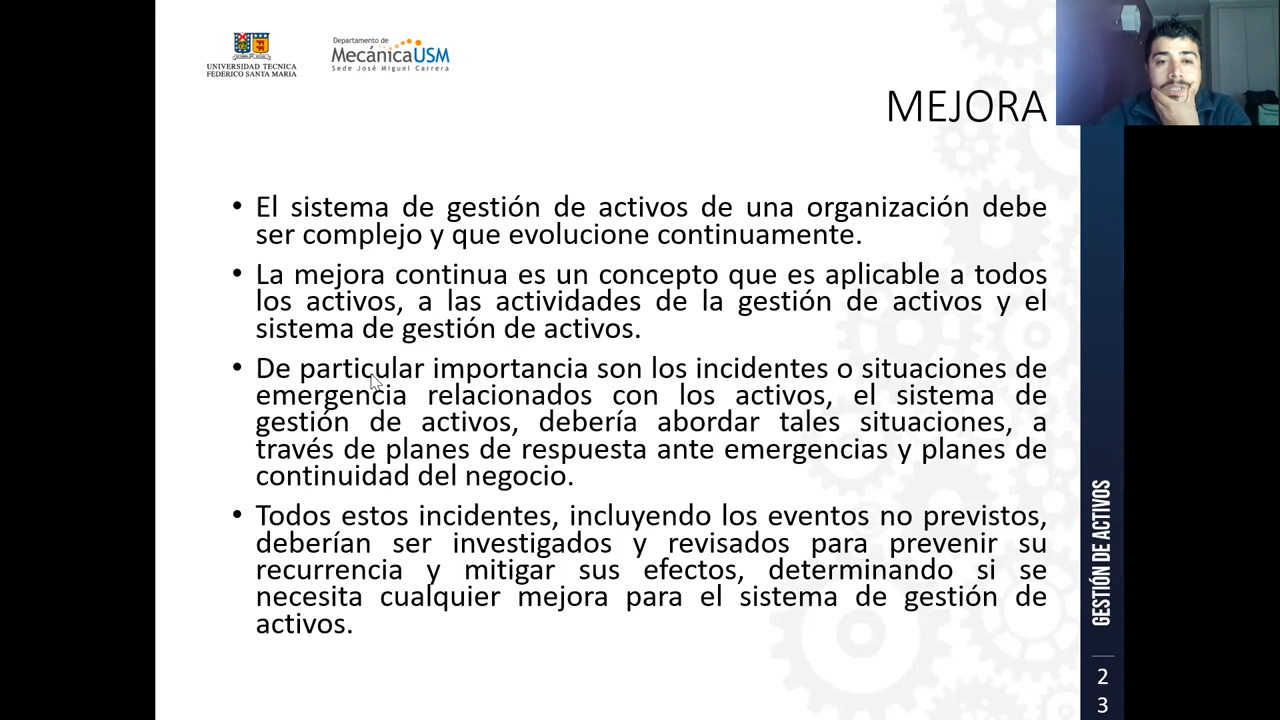 UNIVERSIDAD TECNICA
FEDERICO SANTA MARIA
Departamento de
MecánicaUSM
Sede José Miguel Carrera
MEJORA
• El sistema de gestión de activos de una organización debe
ser complejo y que evolucione continuamente.
• La mejora continua es un concepto que es aplicable a todos
los activos, a las actividades de la gestión de activos y el
sistema de gestión de activos.
• De particular importancia son los incidentes o situaciones de
emergencia relacionados con los activos, el sistema de
gestión de activos, debería abordar tales situaciones, a
través de planes de respuesta ante emergencias y planes de
continuidad del negocio.
• Todos estos incidentes, incluyendo los eventos no previstos,
deberían ser investigados y revisados para prevenir su
recurrencia y mitigar sus efectos, determinando si se
necesita cualquier mejora para el sistema de gestión de
activos.
GESTIÓN DE ACTIVOS
2
3